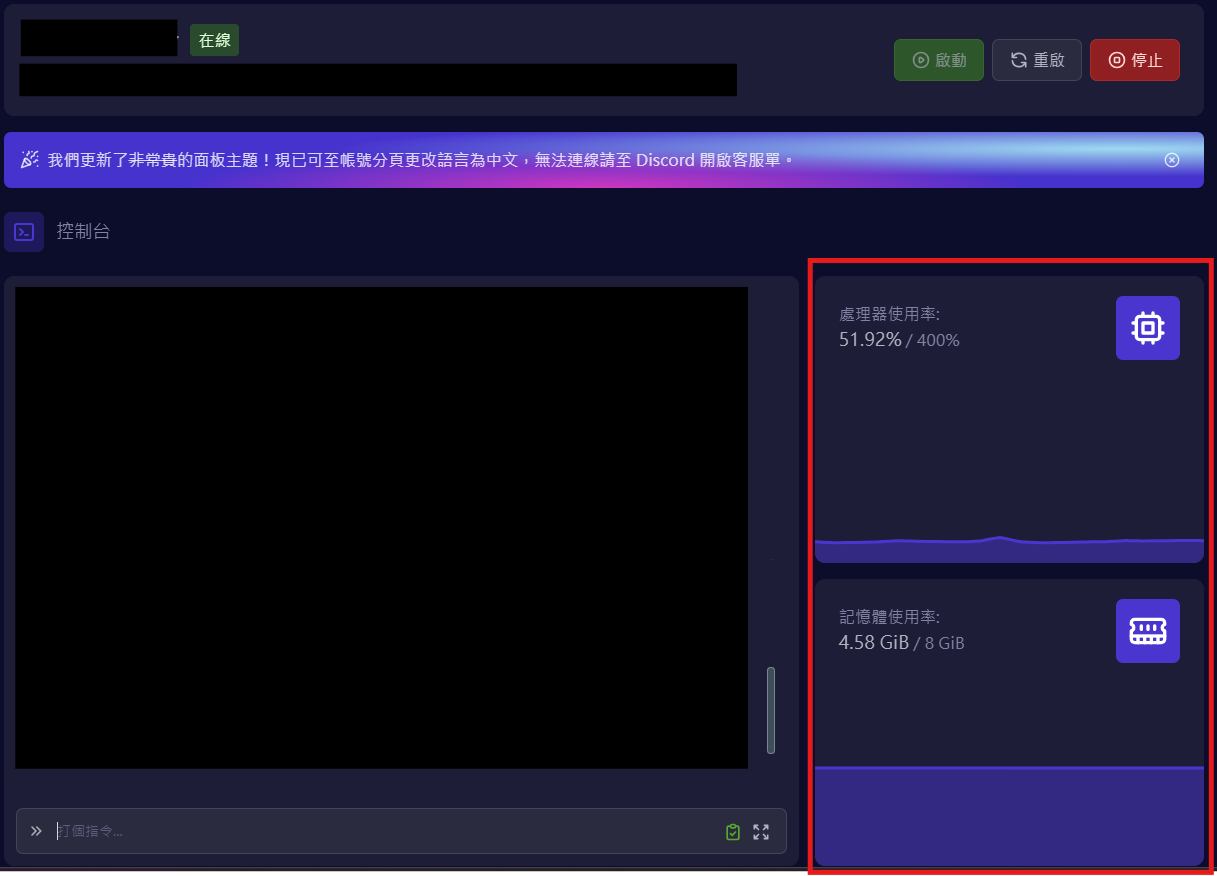 在線
啟動
重啟
停止
我們更新了非常貴的面板主題！現已可至帳號分頁更改語言為中文，無法連線請至 Discord 開啟客服單。
控制台
處理器使用率:
51.92% / 400%
記憶體使用率:
4.58 GiB / 8 GiB
打個指令...